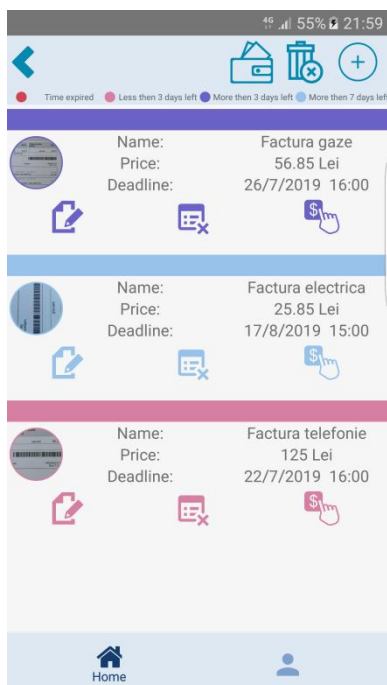 4G 55% 21:59
Time expired Less then 3 days left More then 3 days left More then 7 days lef
Name: Factura gaze
Price: 56.85 Lei
Deadline: 26/7/2019 16:00
Name: Factura electrica
Price: 25.85 Lei
Deadline: 17/8/2019 15:00
Name: Factura telefonie
Price: 125 Lei
Deadline: 22/7/2019 16:00
Home